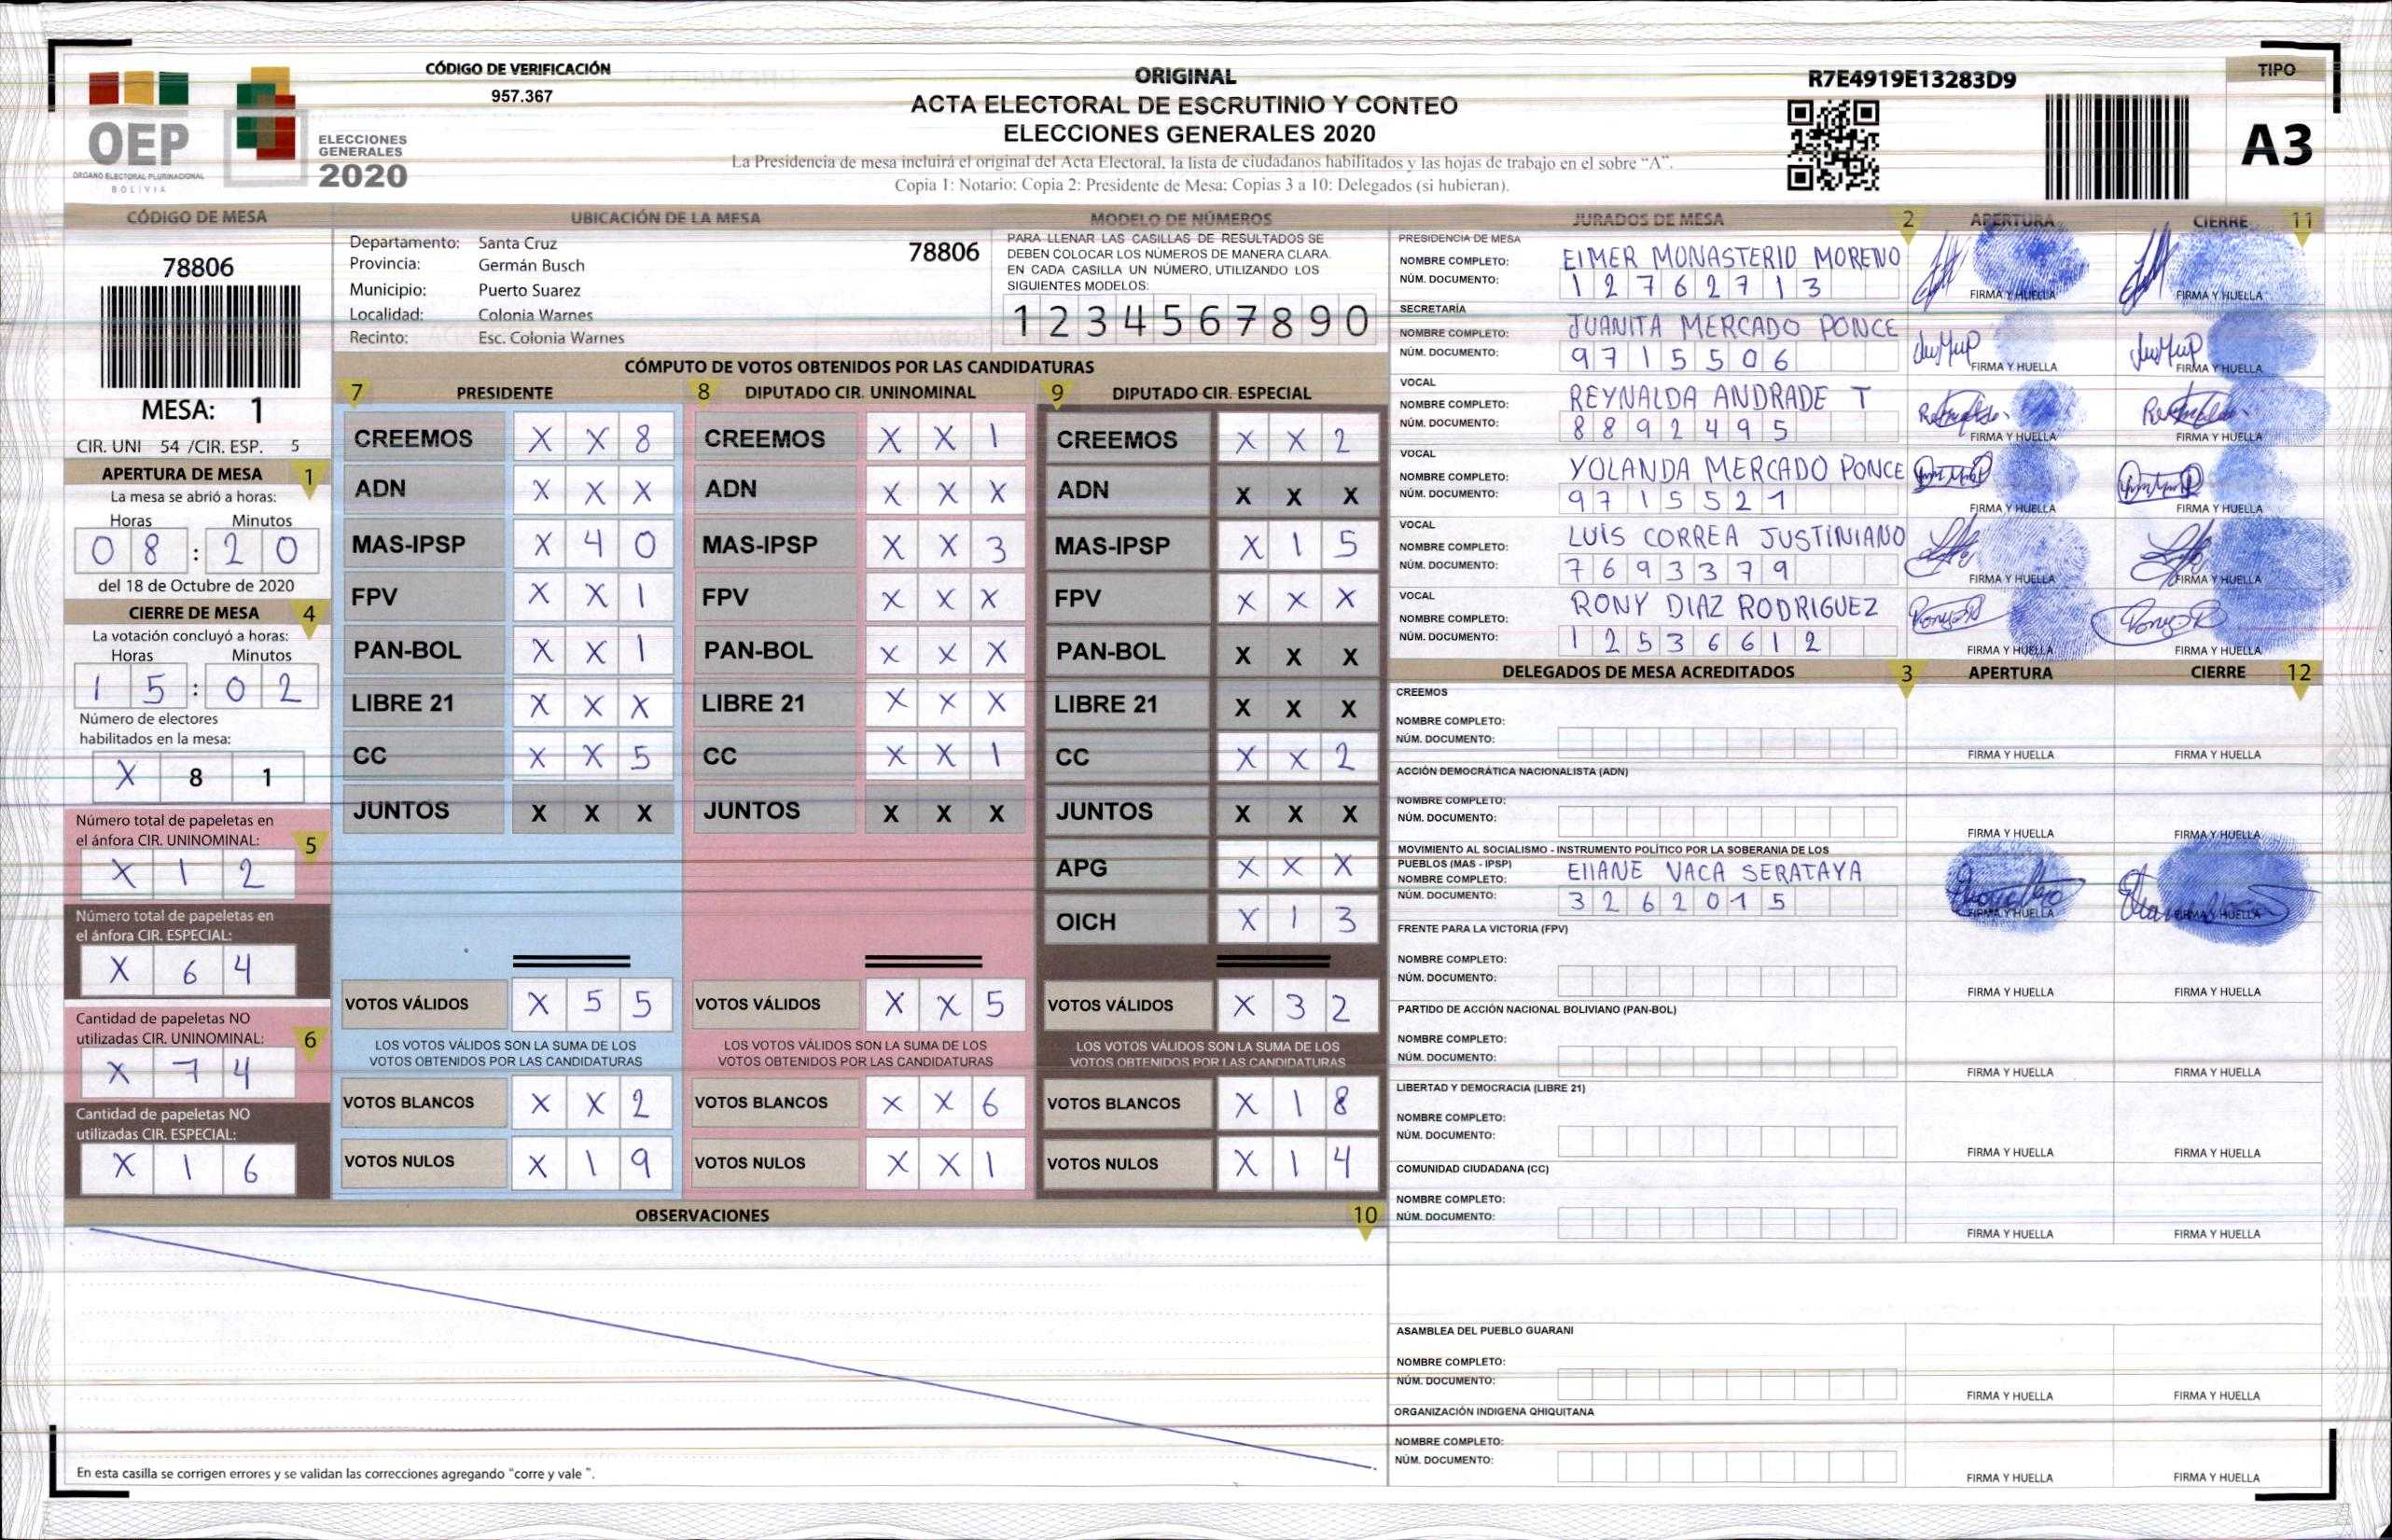 CÓDIGO DE VERIFICACIÓN
957.367
ORIGINAL
ACTA ELECTORAL DE ESCRUTINIO Y CONTEO
ELECCIONES GENERALES 2020
La Presidencia de mesa incluirá el original del Acta Electoral, la lista de ciudadanos habilitados y las hojas de trabajo en el sobre “A”.
Copia 1: Notario; Copia 2: Presidente de Mesa; Copias 3 a 10: Delegados (si hubieran).
R7E4919E13283D9
TIPO
A3
OEP
ÓRGANO ELECTORAL PLURINACIONAL
BOLIVIA
ELECCIONES
GENERALES
2020
CÓDIGO DE MESA
78806
MESA: 1
CIR. UNI 54 /CIR. ESP. 5
APERTURA DE MESA 1
La mesa se abrió a horas:
Horas Minutos
0 8 : 2 0
del 18 de Octubre de 2020
CIERRE DE MESA 4
La votación concluyó a horas:
Horas Minutos
1 5 : 0 2
Número de electores
habilitados en la mesa:
X 8 1
Número total de papeletas en
el ánfora CIR. UNINOMINAL: 5
X 1 2
Número total de papeletas en
el ánfora CIR. ESPECIAL:
X 6 4
Cantidad de papeletas NO
utilizadas CIR. UNINOMINAL: 6
X 7 4
Cantidad de papeletas NO
utilizadas CIR. ESPECIAL:
X 1 6
UBICACIÓN DE LA MESA
Departamento: Santa Cruz 78806
Provincia: Germán Busch
Municipio: Puerto Suarez
Localidad: Colonia Warnes
Recinto: Esc. Colonia Warnes
MODELO DE NÚMEROS
PARA LLENAR LAS CASILLAS DE RESULTADOS SE
DEBEN COLOCAR LOS NÚMEROS DE MANERA CLARA.
EN CADA CASILLA UN NÚMERO, UTILIZANDO LOS
SIGUIENTES MODELOS:
1 2 3 4 5 6 7 8 9 0
CÓMPUTO DE VOTOS OBTENIDOS POR LAS CANDIDATURAS
7 PRESIDENTE
CREEMOS X X 8
ADN X X X
MAS-IPSP X 4 0
FPV X X 1
PAN-BOL X X 1
LIBRE 21 X X X
CC X X 5
JUNTOS X X X
VOTOS VÁLIDOS X 5 5
LOS VOTOS VÁLIDOS SON LA SUMA DE LOS
VOTOS OBTENIDOS POR LAS CANDIDATURAS
VOTOS BLANCOS X X 2
VOTOS NULOS X 1 9
8 DIPUTADO CIR. UNINOMINAL
CREEMOS X X 1
ADN X X X
MAS-IPSP X X 3
FPV X X X
PAN-BOL X X X
LIBRE 21 X X X
CC X X 1
JUNTOS X X X
VOTOS VÁLIDOS X X 5
LOS VOTOS VÁLIDOS SON LA SUMA DE LOS
VOTOS OBTENIDOS POR LAS CANDIDATURAS
VOTOS BLANCOS X X 6
VOTOS NULOS X X 1
9 DIPUTADO CIR. ESPECIAL
CREEMOS X X 2
ADN X X X
MAS-IPSP X 1 5
FPV X X X
PAN-BOL X X X
LIBRE 21 X X X
CC X X 2
JUNTOS X X X
APG X X X
OICH X 1 3
VOTOS VÁLIDOS X 3 2
LOS VOTOS VÁLIDOS SON LA SUMA DE LOS
VOTOS OBTENIDOS POR LAS CANDIDATURAS
VOTOS BLANCOS X 1 8
VOTOS NULOS X 1 4
OBSERVACIONES 10
En esta casilla se corrigen errores y se validan las correcciones agregando "corre y vale ".
JURADOS DE MESA 2 APERTURA CIERRE 11
PRESIDENCIA DE MESA
NOMBRE COMPLETO: EIMER MONASTERIO MORENO
NÚM. DOCUMENTO: 1 2 7 6 2 7 1 3
FIRMA Y HUELLA FIRMA Y HUELLA
SECRETARÍA
NOMBRE COMPLETO: JUANITA MERCADO PONCE
NÚM. DOCUMENTO: 9 7 1 5 5 0 6
FIRMA Y HUELLA FIRMA Y HUELLA
VOCAL
NOMBRE COMPLETO: REYNALDA ANDRADE T
NÚM. DOCUMENTO: 8 8 9 2 4 9 5
FIRMA Y HUELLA FIRMA Y HUELLA
VOCAL
NOMBRE COMPLETO: YOLANDA MERCADO PONCE
NÚM. DOCUMENTO: 9 7 1 5 5 2 1
FIRMA Y HUELLA FIRMA Y HUELLA
VOCAL
NOMBRE COMPLETO: LUIS CORREA JUSTINIANO
NÚM. DOCUMENTO: 7 6 9 3 3 7 9
FIRMA Y HUELLA FIRMA Y HUELLA
VOCAL
NOMBRE COMPLETO: RONY DIAZ RODRIGUEZ
NÚM. DOCUMENTO: 1 2 5 3 6 6 1 2
FIRMA Y HUELLA FIRMA Y HUELLA
DELEGADOS DE MESA ACREDITADOS 3 APERTURA CIERRE 12
CREEMOS
NOMBRE COMPLETO:
NÚM. DOCUMENTO:
FIRMA Y HUELLA FIRMA Y HUELLA
ACCIÓN DEMOCRÁTICA NACIONALISTA (ADN)
NOMBRE COMPLETO:
NÚM. DOCUMENTO:
FIRMA Y HUELLA FIRMA Y HUELLA
MOVIMIENTO AL SOCIALISMO - INSTRUMENTO POLÍTICO POR LA SOBERANIA DE LOS
PUEBLOS (MAS - IPSP)
NOMBRE COMPLETO: EIIANE VACA SERATAYA
NÚM. DOCUMENTO: 3 2 6 2 0 1 5
FIRMA Y HUELLA FIRMA Y HUELLA
FRENTE PARA LA VICTORIA (FPV)
NOMBRE COMPLETO:
NÚM. DOCUMENTO:
FIRMA Y HUELLA FIRMA Y HUELLA
PARTIDO DE ACCIÓN NACIONAL BOLIVIANO (PAN-BOL)
NOMBRE COMPLETO:
NÚM. DOCUMENTO:
FIRMA Y HUELLA FIRMA Y HUELLA
LIBERTAD Y DEMOCRACIA (LIBRE 21)
NOMBRE COMPLETO:
NÚM. DOCUMENTO:
FIRMA Y HUELLA FIRMA Y HUELLA
COMUNIDAD CIUDADANA (CC)
NOMBRE COMPLETO:
NÚM. DOCUMENTO:
FIRMA Y HUELLA FIRMA Y HUELLA
ASAMBLEA DEL PUEBLO GUARANI
NOMBRE COMPLETO:
NÚM. DOCUMENTO:
FIRMA Y HUELLA FIRMA Y HUELLA
ORGANIZACIÓN INDIGENA QHIQUITANA
NOMBRE COMPLETO:
NÚM. DOCUMENTO:
FIRMA Y HUELLA FIRMA Y HUELLA